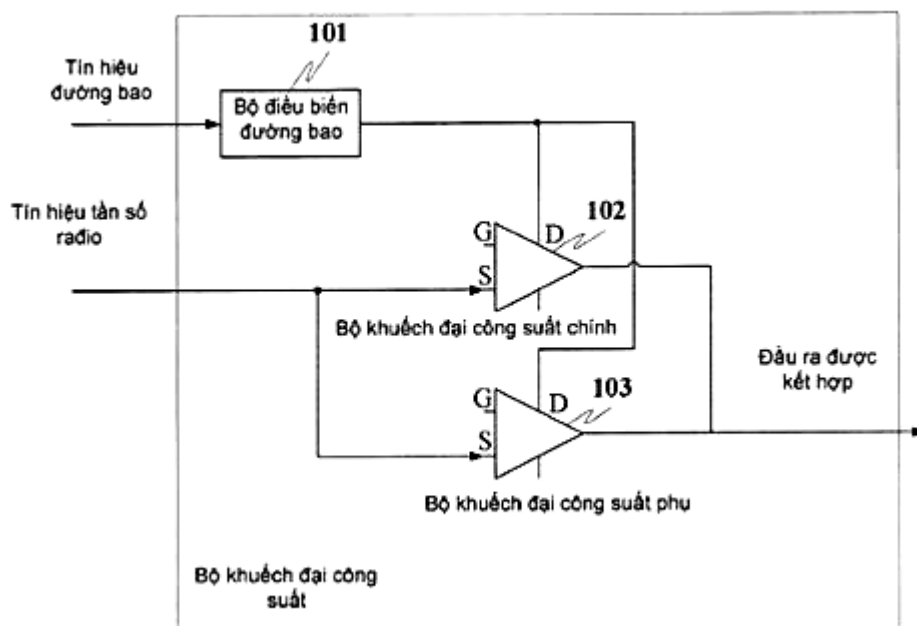 101
Tín hiệu
đường bao
Bộ điều biến
đường bao
Tín hiệu tần số
rađio
102
G
D
S
Bộ khuếch đại công suất chính
Đầu ra được
kết hợp
103
G
D
S
Bộ khuếch đại công suất phụ
Bộ khuếch đại công
suất